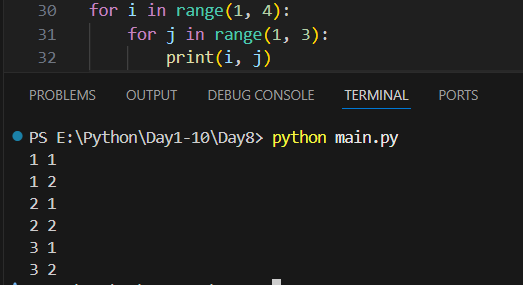 30 for i in range(1, 4):
31     for j in range(1, 3):
32         print(i, j)
PROBLEMS OUTPUT DEBUG CONSOLE TERMINAL PORTS
PS E:\Python\Day1-10\Day8> python main.py
1 1
1 2
2 1
2 2
3 1
3 2